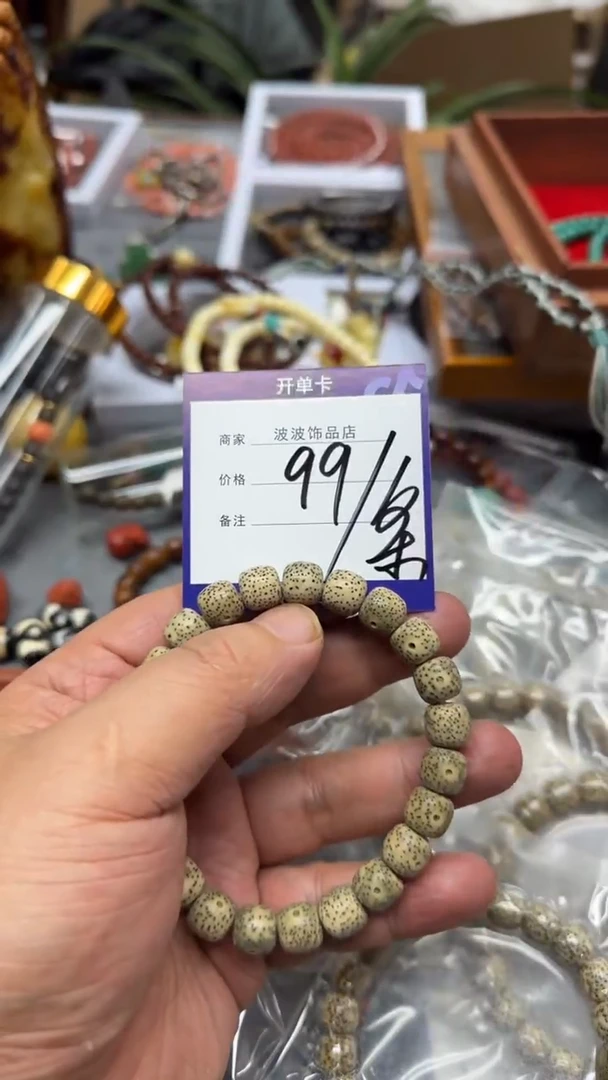 开单卡
商家 波波饰品店
价格 99/条
备注